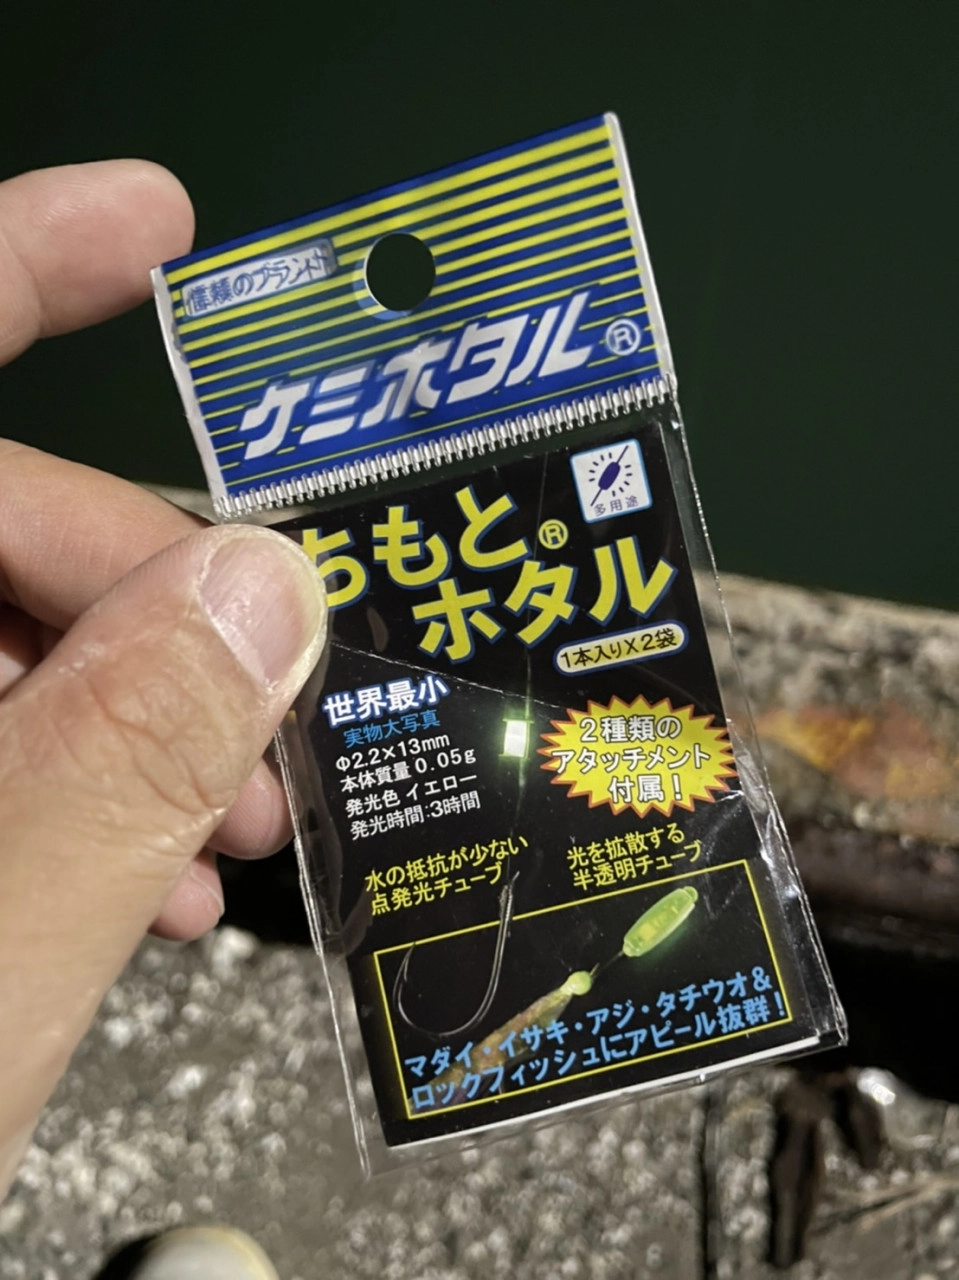 信頼のブランド
ケミホタル®
多用途
ちもと®
ホタル
1本入り×2袋
世界最小
実物大写真
Φ2.2×13mm
本体質量 0.05g
発光色 イエロー
発光時間:3時間
2種類の
アタッチメント
付属!
水の抵抗が少ない
点発光チューブ
光を拡散する
半透明チューブ
マダイ・イサキ・アジ・タチウオ&
ロックフィッシュにアピール抜群!